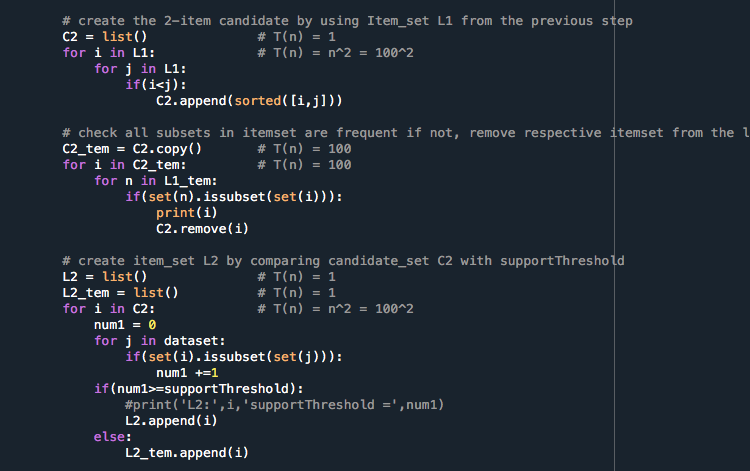 # create the 2-item candidate by using Item_set L1 from the previous step
C2 = list()              # T(n) = 1
for i in L1:             # T(n) = n^2 = 100^2
    for j in L1:
        if(i<j):
            C2.append(sorted([i,j]))

# check all subsets in itemset are frequent if not, remove respective itemset from the l
C2_tem = C2.copy()       # T(n) = 100
for i in C2_tem:         # T(n) = 100
    for n in L1_tem:
        if(set(n).issubset(set(i))):
            print(i)
            C2.remove(i)

# create item_set L2 by comparing candidate_set C2 with supportThreshold
L2 = list()              # T(n) = 1
L2_tem = list()          # T(n) = 1
for i in C2:             # T(n) = n^2 = 100^2
    num1 = 0
    for j in dataset:
        if(set(i).issubset(set(j))):
            num1 +=1
    if(num1>=supportThreshold):
        #print('L2:',i,'supportThreshold =',num1)
        L2.append(i)
    else:
        L2_tem.append(i)